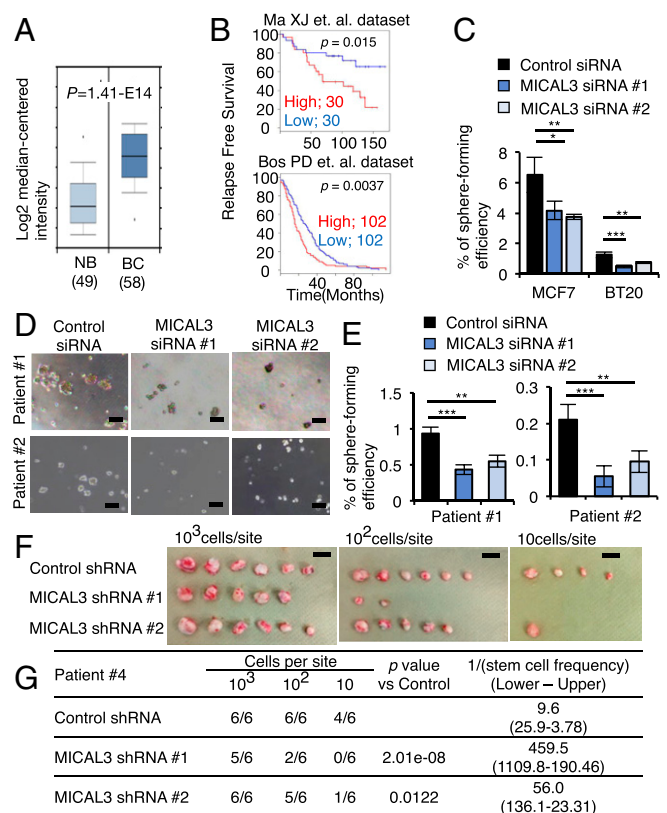 A
P=1.41-E14
Log2 median-centered
intensity
NB
(49)
BC
(58)
B
Ma XJ et. al. dataset
Relapse Free Survival
p = 0.015
100
80
60
40
20
0
High; 30
Low; 30
0
50
100
150
Bos PD et. al. dataset
p = 0.0037
100
80
60
40
20
0
High; 102
Low; 102
40
80
Time(Months)
C
Control siRNA
MICAL3 siRNA #1
MICAL3 siRNA #2
% of sphere-forming
efficiency
8
6
4
2
0
**
*
**
***
MCF7
BT20
D
Control
siRNA
MICAL3
siRNA #1
MICAL3
siRNA #2
Patient #1
Patient #2
E
Control siRNA
MICAL3 siRNA #1
MICAL3 siRNA #2
% of sphere-forming
efficiency
1.5
1
0.5
0
**
***
Patient #1
0.3
0.2
0.1
0
**
***
Patient #2
F
10³cells/site
10²cells/site
10cells/site
Control shRNA
MICAL3 shRNA #1
MICAL3 shRNA #2
G
Patient #4 Cells per site p value vs Control 1/(stem cell frequency) (Lower – Upper)
10³ 10² 10
Control shRNA 6/6 6/6 4/6 9.6
(25.9-3.78)
MICAL3 shRNA #1 5/6 2/6 0/6 2.01e-08 459.5
(1109.8-190.46)
MICAL3 shRNA #2 6/6 5/6 1/6 0.0122 56.0
(136.1-23.31)